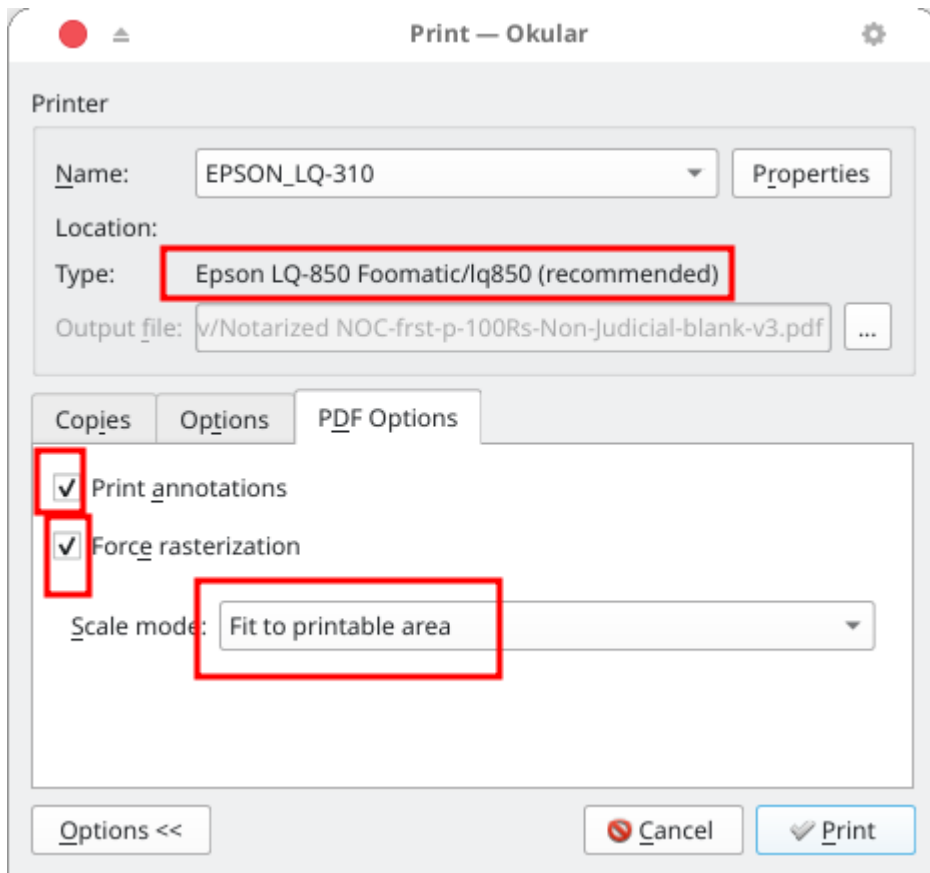 Print — Okular
Printer
Name: EPSON_LQ-310 Properties
Location:
Type: Epson LQ-850 Foomatic/lq850 (recommended)
Output file: v/Notarized NOC-frst-p-100Rs-Non-Judicial-blank-v3.pdf ...
Copies Options PDF Options
Print annotations
Force rasterization
Scale mode: Fit to printable area
Options << Cancel Print